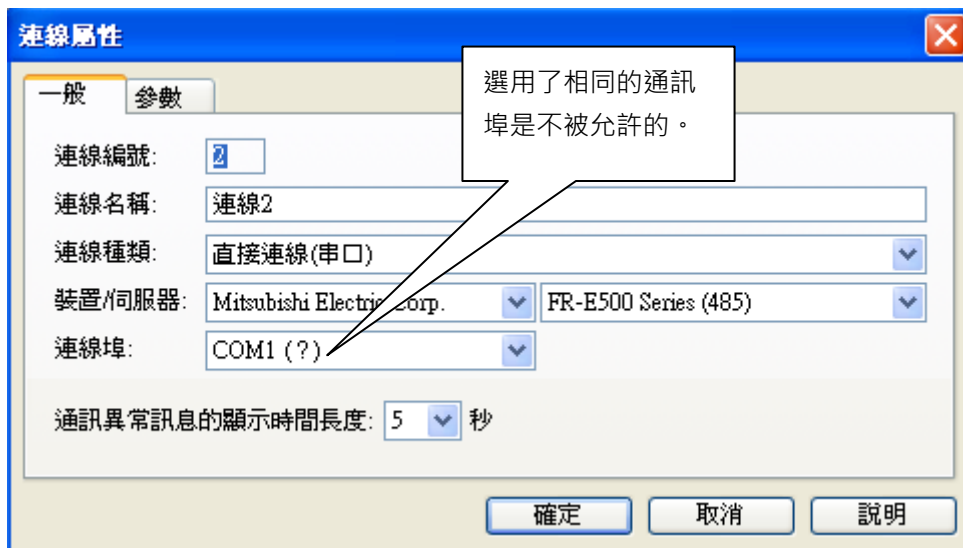 連線屬性
選用了相同的通訊
埠是不被允許的。
一般 參數
連線編號: 2
連線名稱: 連線2
連線種類: 直接連線(串口)
裝置/伺服器: Mitsubishi Electric Corp. FR-E500 Series (485)
連線埠: COM1 (?)
通訊異常訊息的顯示時間長度: 5 秒
確定 取消 說明